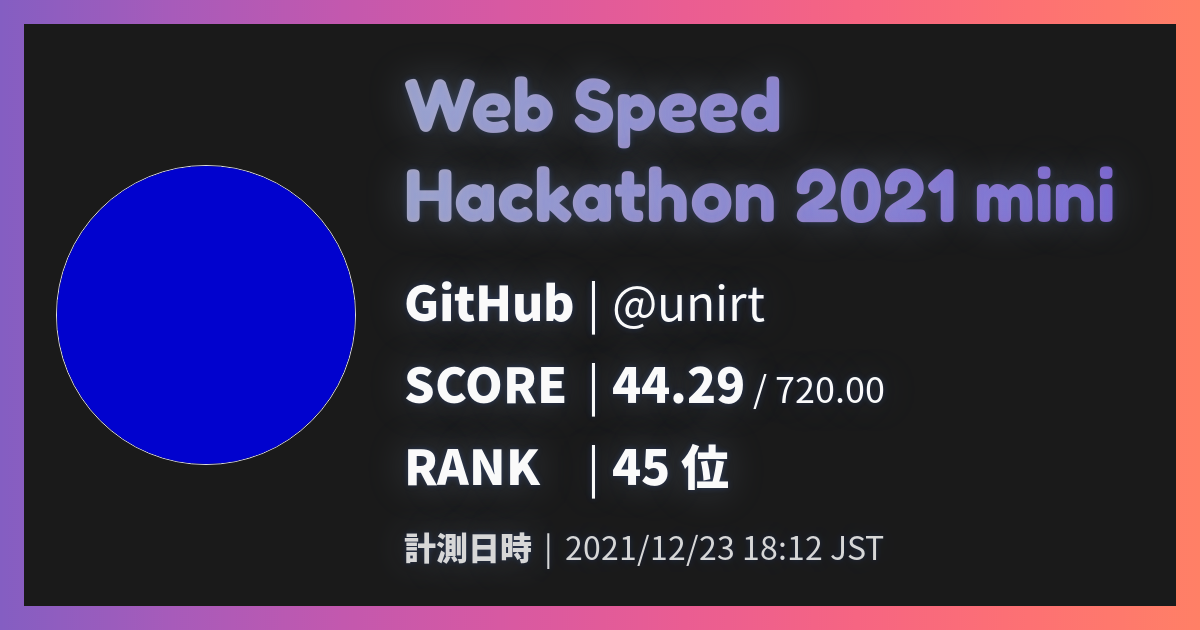 Web Speed
Hackathon 2021 mini
GitHub | @unirt
SCORE | 44.29 / 720.00
RANK | 45 位
計測日時 | 2021/12/23 18:12 JST